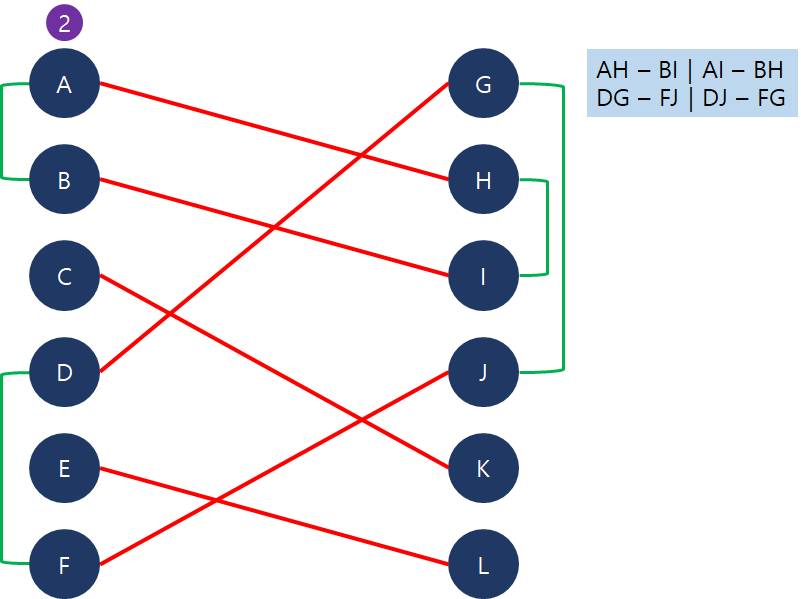 2
A
G
AH – BI | AI – BH
DG – FJ | DJ – FG
B
H
C
I
D
J
E
K
F
L